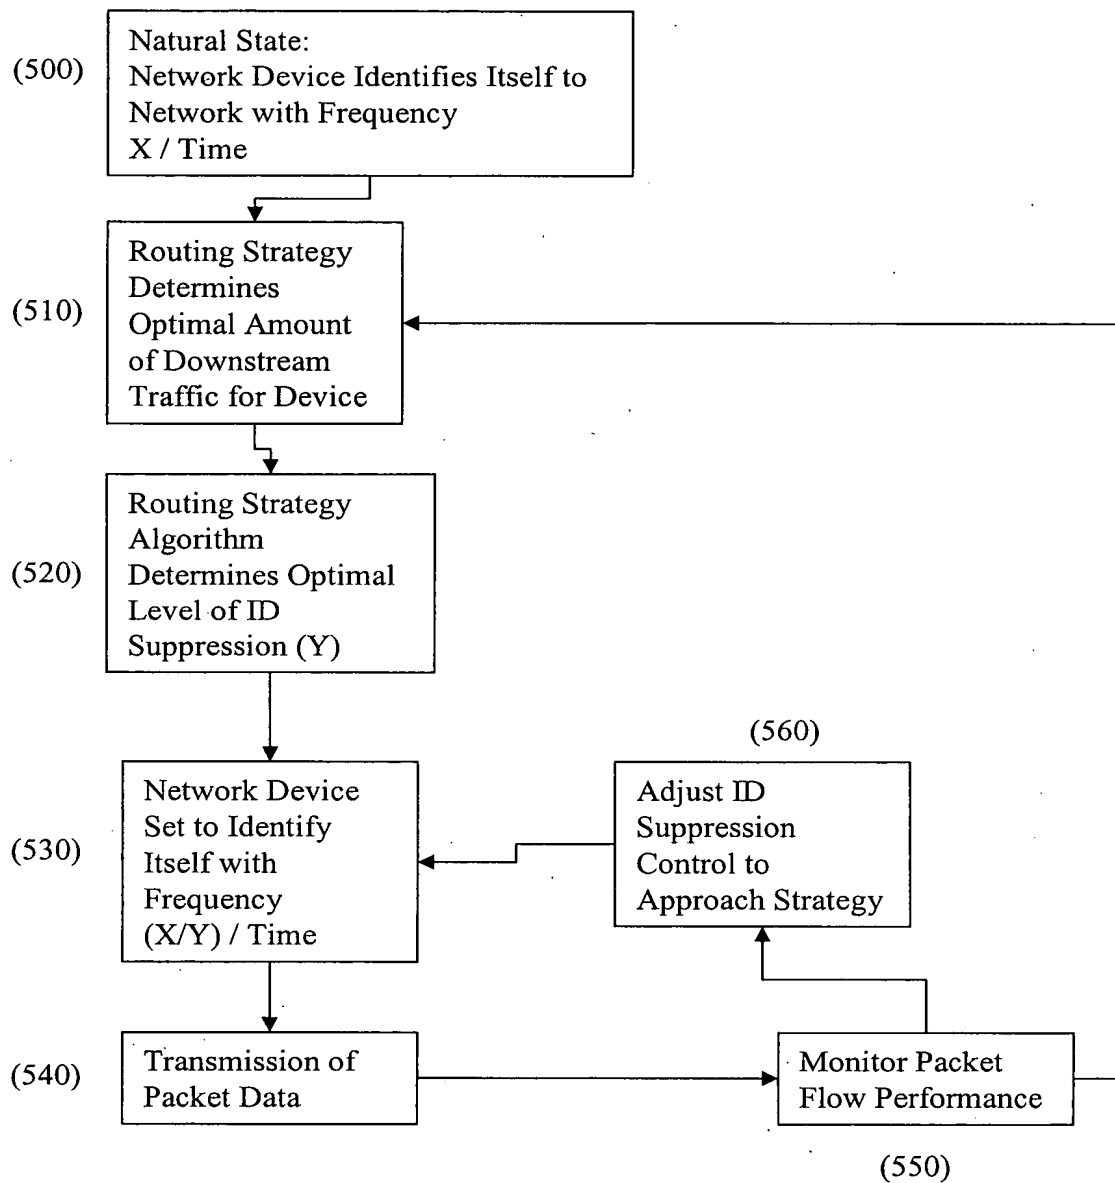 (500)
Natural State:
Network Device Identifies Itself to
Network with Frequency
X / Time
(510)
Routing Strategy
Determines
Optimal Amount
of Downstream
Traffic for Device
(520)
Routing Strategy
Algorithm
Determines Optimal
Level of ID
Suppression (Y)
(530)
Network Device
Set to Identify
Itself with
Frequency
(X/Y) / Time
(560)
Adjust ID
Suppression
Control to
Approach Strategy
(540)
Transmission of
Packet Data
Monitor Packet
Flow Performance
(550)